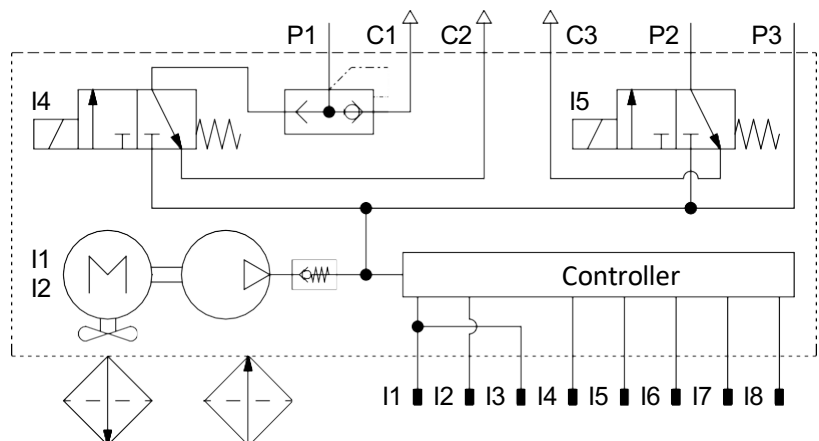 P1 C1 C2 C3 P2 P3
I4 I5
M
I1
I2
Controller
I1 I2 I3 I4 I5 I6 I7 I8